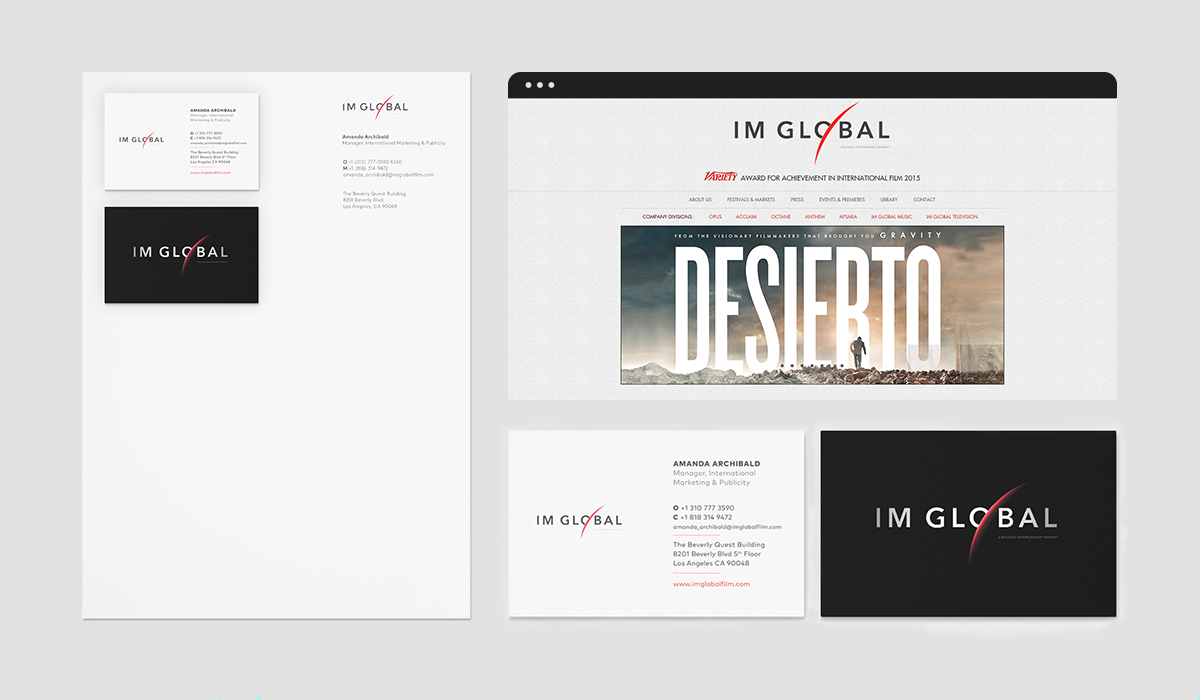 IM GLOBAL
AMANDA ARCHIBALD
Manager, International
Marketing & Publicity
O +1 310 777 3590
C +1 818 314 9472
amanda_archibald@imglobalfilm.com
The Beverly Quest Building
8201 Beverly Blvd 5th Floor
Los Angeles CA 90048
www.imglobalfilm.com
IM GLOBAL
IM GLOBAL
Amanda Archibald
Manager, International Marketing & Publicity
O +1 (310) 777-3590 X260
M +1 (818) 314-9472
amanda_archibald@imglobalfilm.com
The Beverly Quest Building
8201 Beverly Blvd.
Los Angeles, CA 90048
IM GLOBAL
VARIETY AWARD FOR ACHIEVEMENT IN INTERNATIONAL FILM 2015
ABOUT US FESTIVALS & MARKETS PRESS EVENTS & PREMIERES LIBRARY CONTACT
COMPANY DIVISIONS: OPUS ACCLAIM OCTANE ANTHEM APSARA IM GLOBAL MUSIC IM GLOBAL TELEVISION
FROM THE VISIONARY FILMMAKERS THAT BROUGHT YOU GRAVITY
DESIERTO
IM GLOBAL
AMANDA ARCHIBALD
Manager, International
Marketing & Publicity
O +1 310 777 3590
C +1 818 314 9472
amanda_archibald@imglobalfilm.com
The Beverly Quest Building
8201 Beverly Blvd 5th Floor
Los Angeles CA 90048
www.imglobalfilm.com
IM GLOBAL